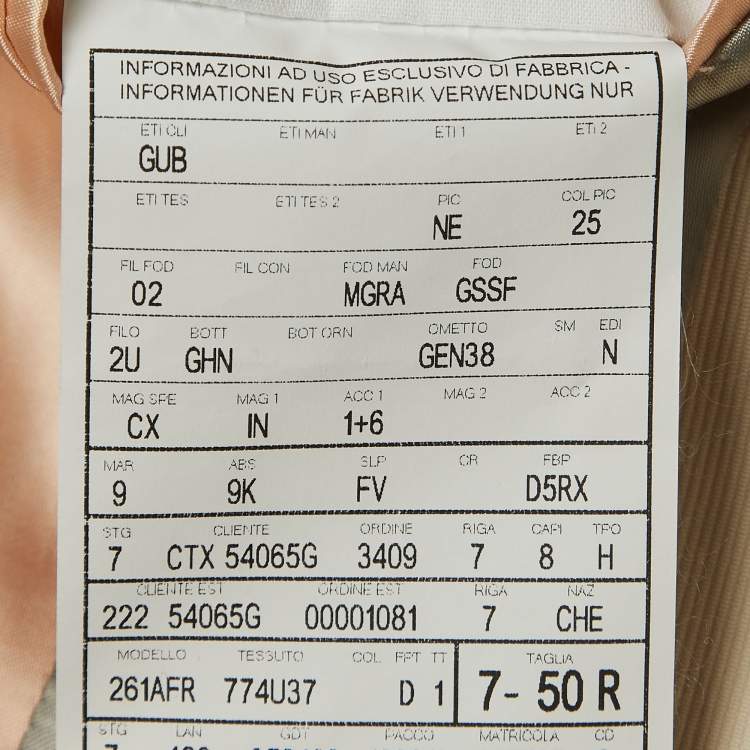 INFORMAZIONI AD USO ESCLUSIVO DI FABBRICA -
INFORMATIONEN FÜR FABRIK VERWENDUNG NUR
ETI CLI ETI MAN ETI 1 ETI 2
GUB
ETI TES ETI TES 2 PIC COL PIC
NE 25
FIL FOD FIL CON FOD MAN FOD
02 MGRA GSSF
FILO BOTT BOT ORN OMETTO SM EDI
2U GHN GEN38 N
MAG SPE MAG 1 ACC 1 MAG 2 ACC 2
CX IN 1+6
MAR ABS SLP CR FBP
9 9K FV D5RX
STG CLIENTE ORDINE RIGA CAPI TPO
7 CTX 54065G 3409 7 8 H
CLIENTE EST ORDINE EST RIGA NAZ
222 54065G 00001081 7 CHE
MODELLO TESSUTO COL FPT TT TAGLIA
261AFR 774U37 D 1 7- 50 R
STG LAN GDT PACCO MATRICOLA CD